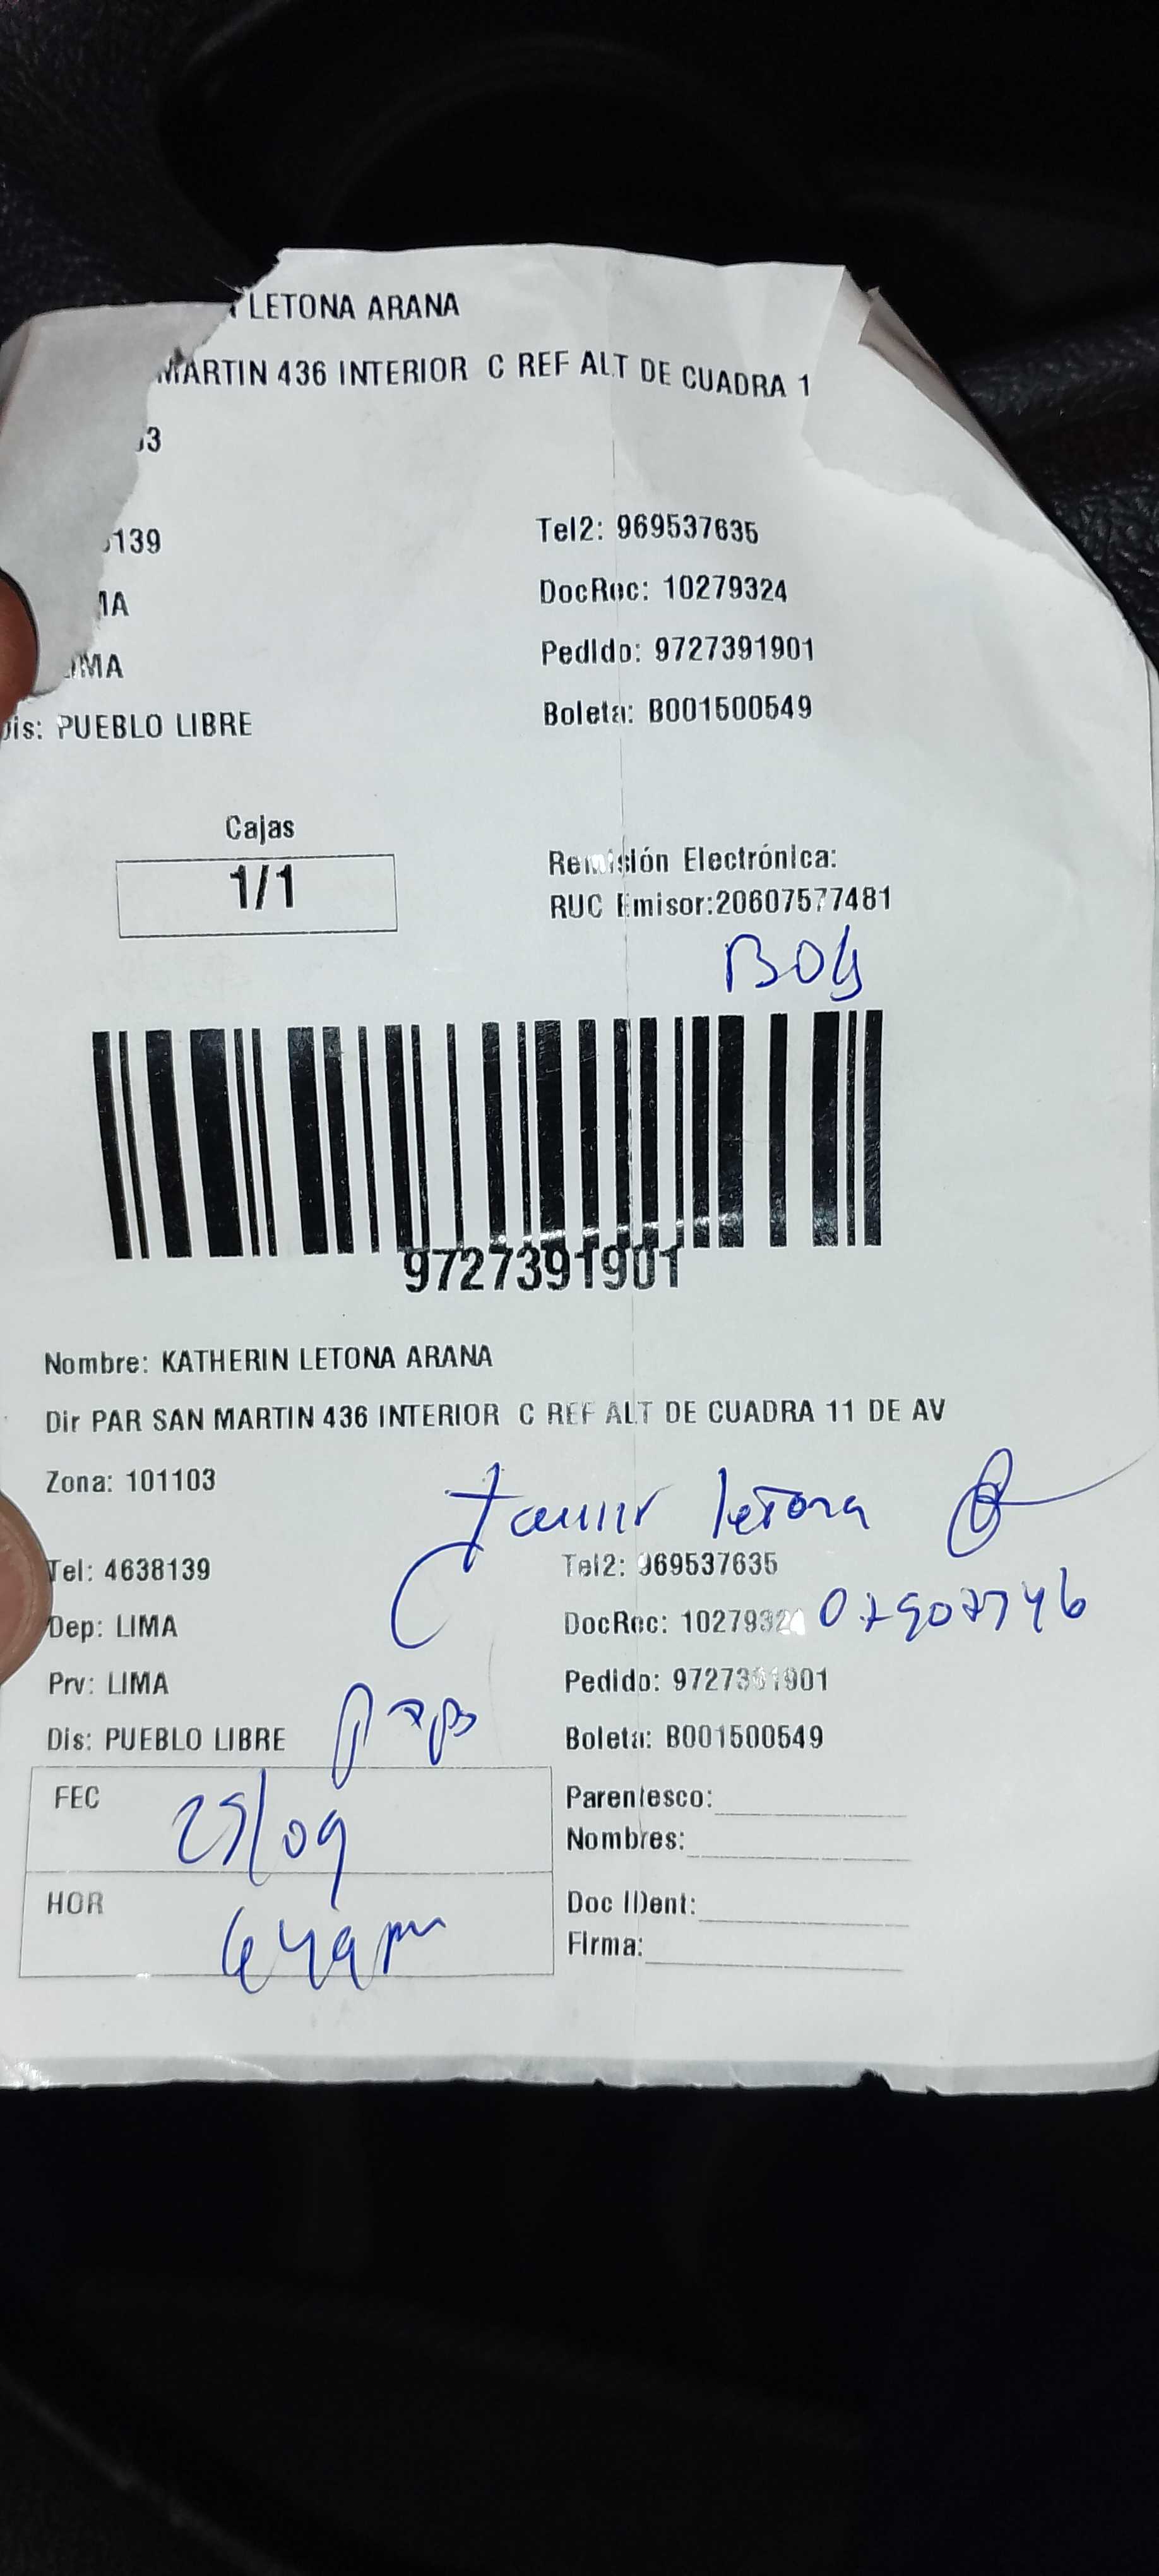 LETONA ARANA
MARTIN 436 INTERIOR C REF ALT DE CUADRA 1
3
139 Tel2: 969537635
MA DocRec: 10279324
MA Pedido: 9727391901
Dis: PUEBLO LIBRE Boleta: B001500549
Cajas
1/1
Remisión Electrónica:
RUC Emisor:20607577481
9727391901
Nombre: KATHERIN LETONA ARANA
Dir PAR SAN MARTIN 436 INTERIOR C REF ALT DE CUADRA 11 DE AV
Zona: 101103
letona
Tel: 4638139 Tel2: 969537635
Dep: LIMA DocRec: 10279324 07907746
Prv: LIMA Pedido: 9727391901
Dis: PUEBLO LIBRE Boleta: B001500549
FEC 25/09 Parentesco:
Nombres:
HOR Doc IDent:
Firma: